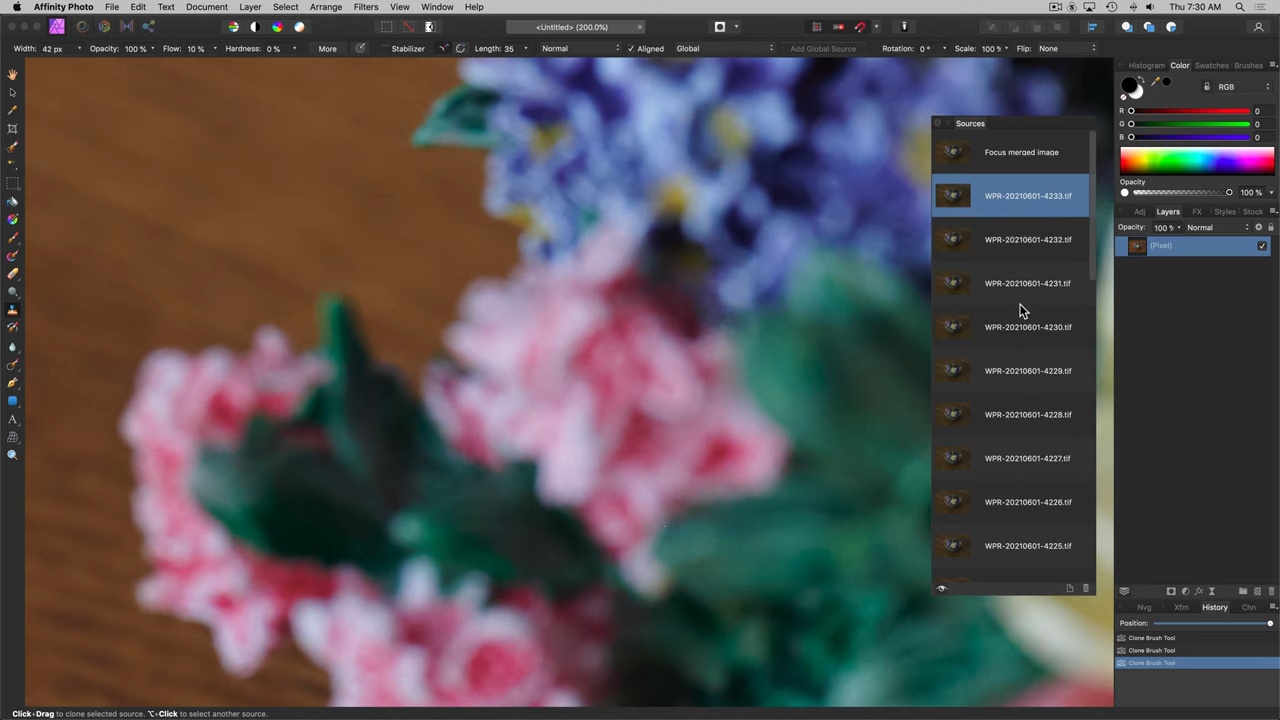 Affinity Photo File Edit Text Document Layer Select Arrange Filters View Window Help Thu 7:30 AM
<Untitled> (200.0%)
Width: 42 px Opacity: 100 % Flow: 10 % Hardness: 0 % More Stabilizer Length: 35 Normal Aligned Global Add Global Source Rotation: 0 ° Scale: 100 % Flip: None
Histogram Color Swatches Brushes
RGB
R 0
G 0
B 0
Opacity
100 %
Adj Layers FX Styles Stock
Opacity: 100 % Normal
(Pixel)
Sources
Focus merged image
WPR-20210601-4233.tif
WPR-20210601-4232.tif
WPR-20210601-4231.tif
WPR-20210601-4230.tif
WPR-20210601-4229.tif
WPR-20210601-4228.tif
WPR-20210601-4227.tif
WPR-20210601-4226.tif
WPR-20210601-4225.tif
Nvg Xfm History Chn
Position:
Clone Brush Tool
Clone Brush Tool
Clone Brush Tool
Click+Drag to clone selected source. ⌥+Click to select another source.